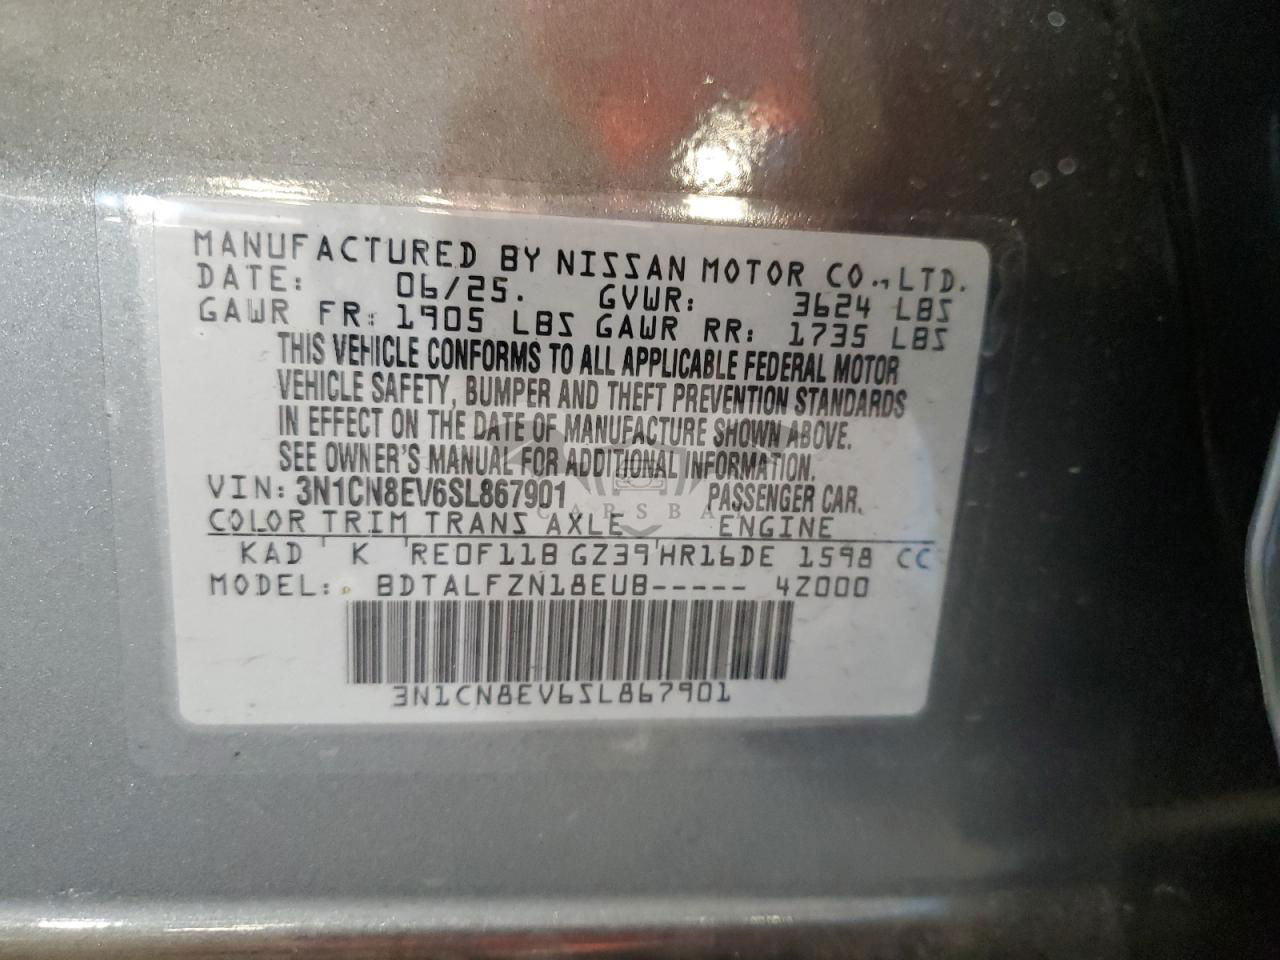 MANUFACTURED BY NISSAN MOTOR CO., LTD.
DATE: 06/25. GVWR: 3624 LBS
GAWR FR: 1905 LBS GAWR RR: 1735 LBS
THIS VEHICLE CONFORMS TO ALL APPLICABLE FEDERAL MOTOR
VEHICLE SAFETY, BUMPER AND THEFT PREVENTION STANDARDS
IN EFFECT ON THE DATE OF MANUFACTURE SHOWN ABOVE.
SEE OWNER'S MANUAL FOR ADDITIONAL INFORMATION.
VIN: 3N1CN8EV6SL867901 PASSENGER CAR.
CARSBA
COLOR TRIM TRANS AXLE ENGINE
KAD K RE0F11B GZ39 HR16DE 1598 CC
MODEL: BDTALFZN18EUB----- 4Z000
3N1CN8EV6SL867901